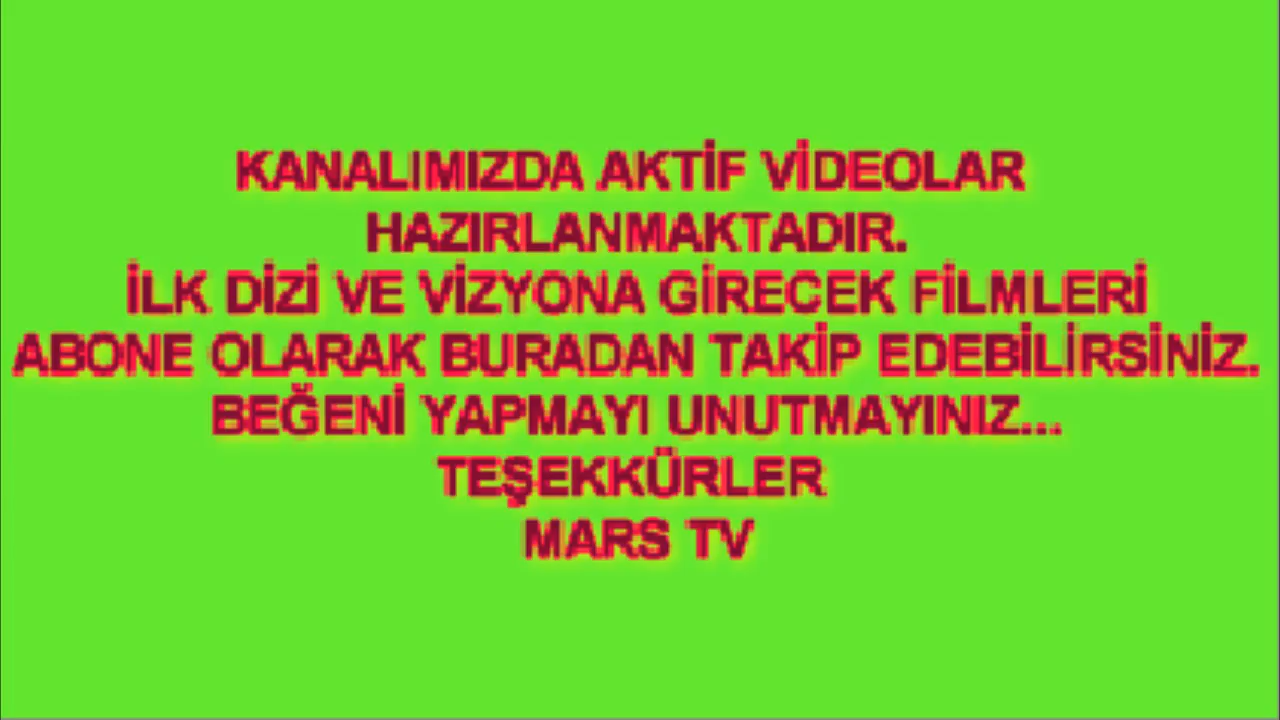 KANALIMIZDA AKTİF VİDEOLAR
HAZIRLANMAKTADIR.
İLK DİZİ VE VİZYONA GİRECEK FİLMLERİ
ABONE OLARAK BURADAN TAKİP EDEBİLİRSİNİZ.
BEĞENİ YAPMAYI UNUTMAYINIZ...
TEŞEKKÜRLER
MARS TV